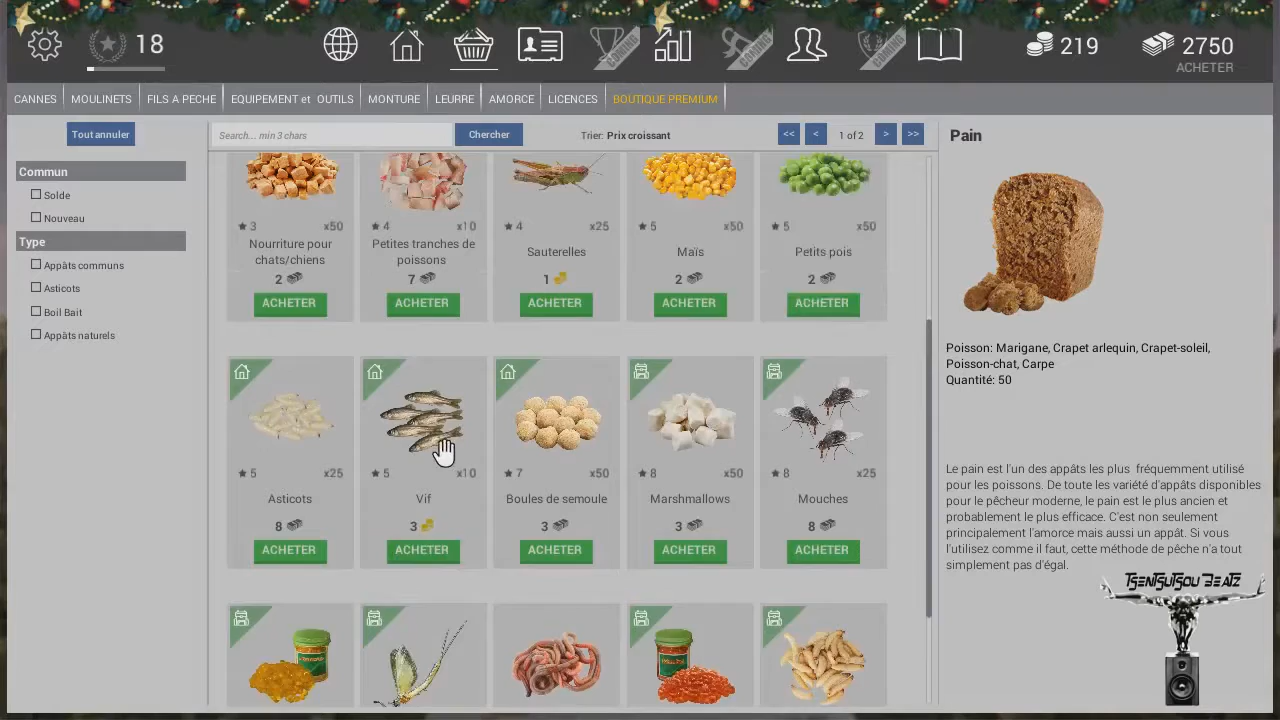 18
COMING
COMING
COMING
219
2750
ACHETER
CANNES
MOULINETS
FILS A PECHE
EQUIPEMENT et OUTILS
MONTURE
LEURRE
AMORCE
LICENCES
BOUTIQUE PREMIUM
Tout annuler
Search... min 3 chars
Chercher
Trier: Prix croissant
<<
<
1 of 2
>
>>
Commun
Solde
Nouveau
Type
Appàts communs
Asticots
Boil Bait
Appàts naturels
3 x50
Nourriture pour
chats/chiens
2
ACHETER
4 x10
Petites tranches de
poissons
7
ACHETER
4 x25
Sauterelles
1
ACHETER
5 x50
Maïs
2
ACHETER
5 x50
Petits pois
2
ACHETER
5 x25
Asticots
8
ACHETER
5 x10
Vif
3
ACHETER
7 x50
Boules de semoule
3
ACHETER
8 x50
Marshmallows
3
ACHETER
8 x25
Mouches
8
ACHETER
Pain
Poisson: Marigane, Crapet arlequin, Crapet-soleil,
Poisson-chat, Carpe
Quantité: 50
Le pain est l'un des appâts les plus fréquemment utilisé
pour les poissons. De toute les variété d'appâts disponibles
pour le pêcheur moderne, le pain est le plus ancien et
probablement le plus efficace. C'est non seulement
principalement l'amorce mais aussi un appât. Si vous
l'utilisez comme il faut, cette méthode de pêche n'a tout
simplement pas d'égal.
TSENTSUTSOU BEATZ